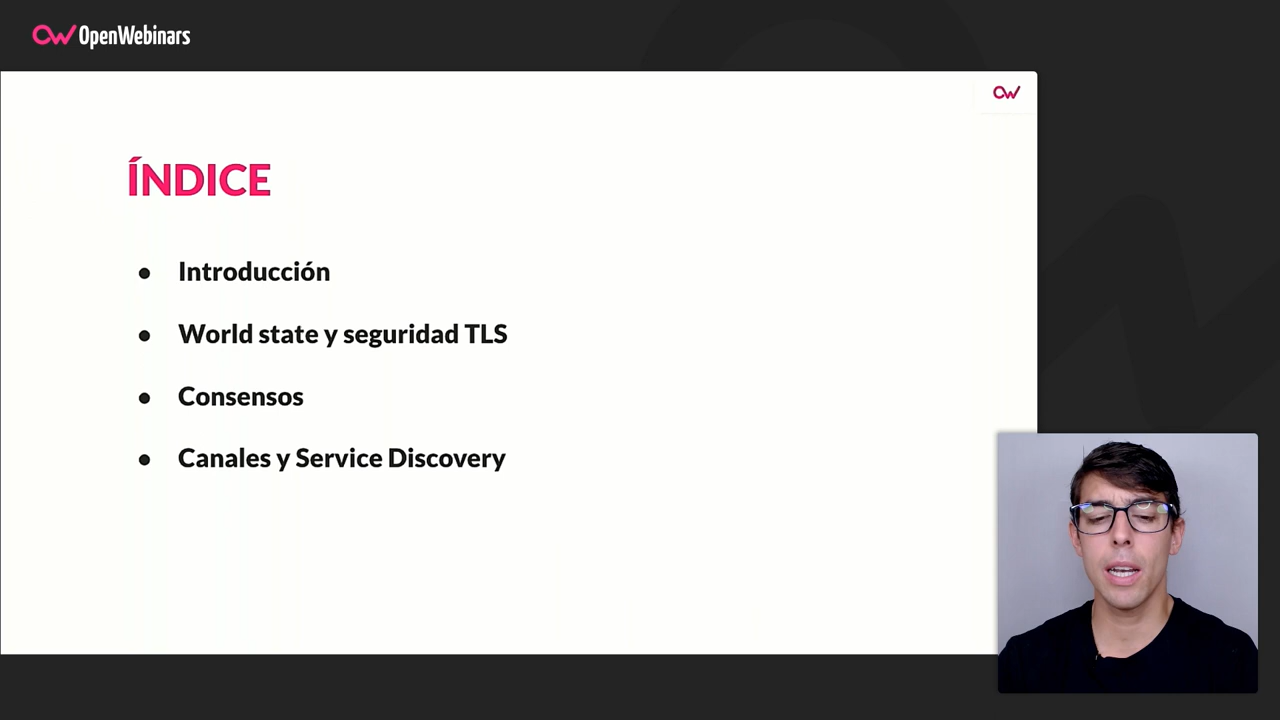 OpenWebinars
ÍNDICE
● Introducción
● World state y seguridad TLS
● Consensos
● Canales y Service Discovery